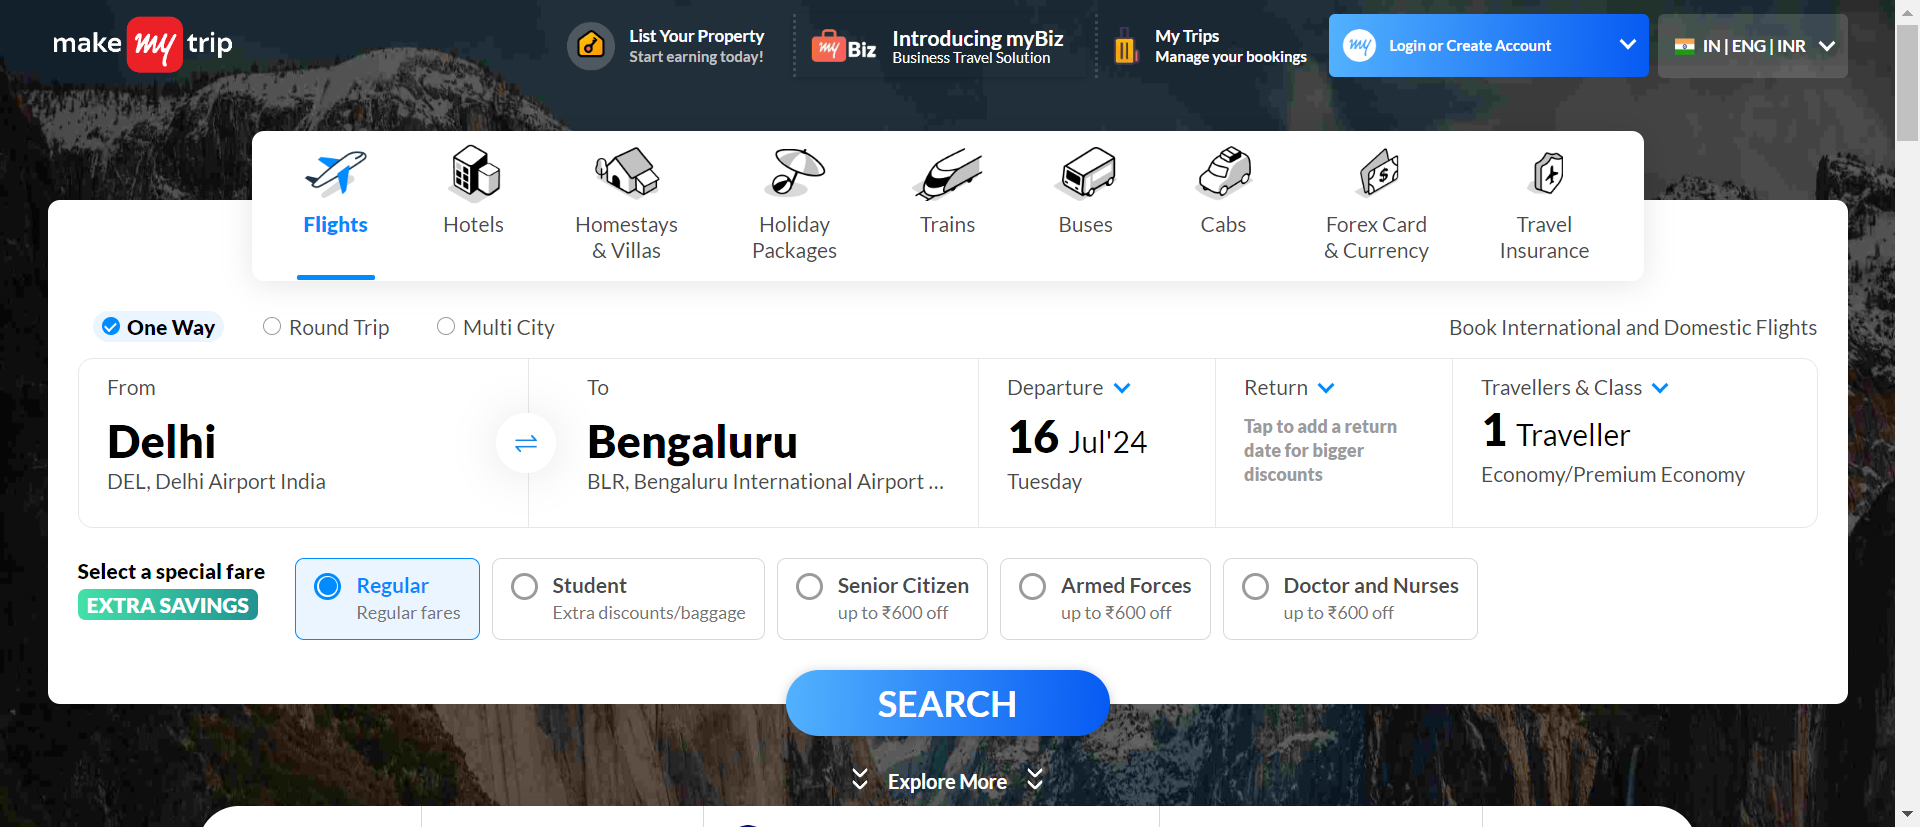 make my trip
List Your Property
Start earning today!
my Biz
Introducing myBiz
Business Travel Solution
My Trips
Manage your bookings
my
Login or Create Account
IN | ENG | INR
Flights
Hotels
Homestays
& Villas
Holiday
Packages
Trains
Buses
Cabs
Forex Card
& Currency
Travel
Insurance
One Way
Round Trip
Multi City
Book International and Domestic Flights
From
Delhi
DEL, Delhi Airport India
To
Bengaluru
BLR, Bengaluru International Airport ...
Departure
16 Jul'24
Tuesday
Return
Tap to add a return
date for bigger
discounts
Travellers & Class
1 Traveller
Economy/Premium Economy
Select a special fare
EXTRA SAVINGS
Regular
Regular fares
Student
Extra discounts/baggage
Senior Citizen
up to ₹600 off
Armed Forces
up to ₹600 off
Doctor and Nurses
up to ₹600 off
SEARCH
Explore More